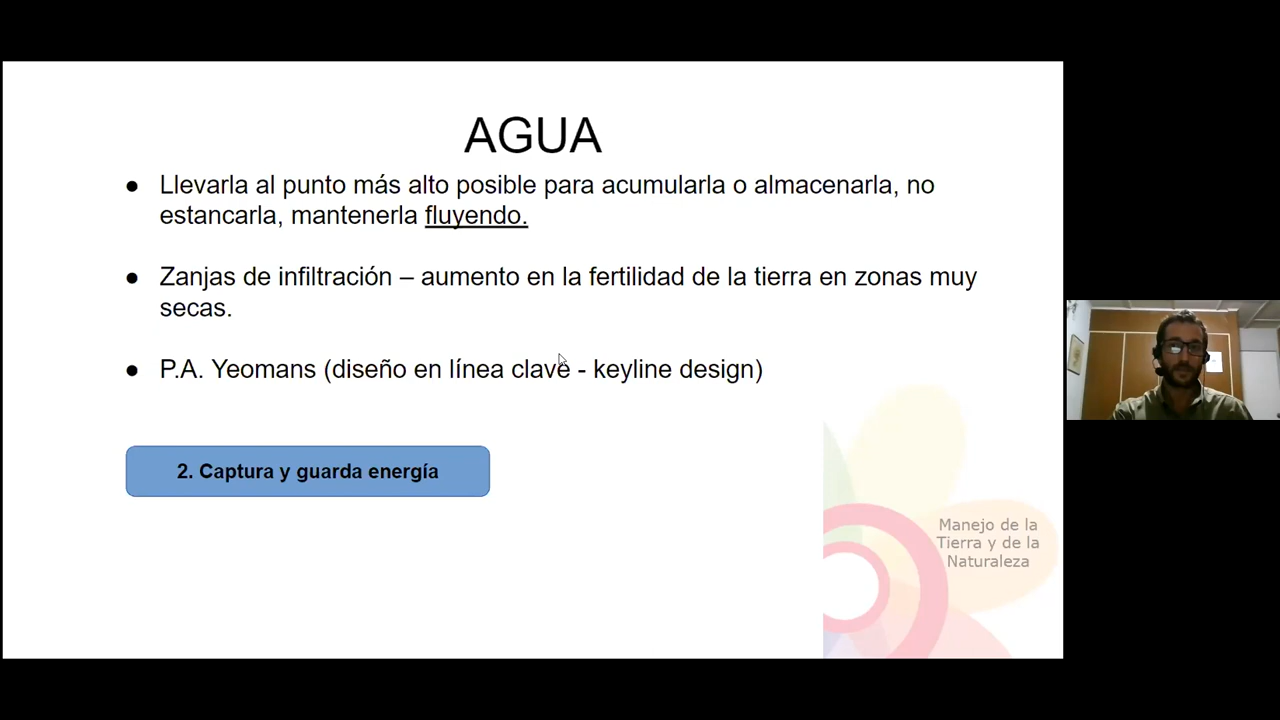 AGUA
● Llevarla al punto más alto posible para acumularla o almacenarla, no
estancarla, mantenerla fluyendo.
● Zanjas de infiltración – aumento en la fertilidad de la tierra en zonas muy
secas.
● P.A. Yeomans (diseño en línea clave - keyline design)
2. Captura y guarda energía
Manejo de la
Tierra y de la
Naturaleza